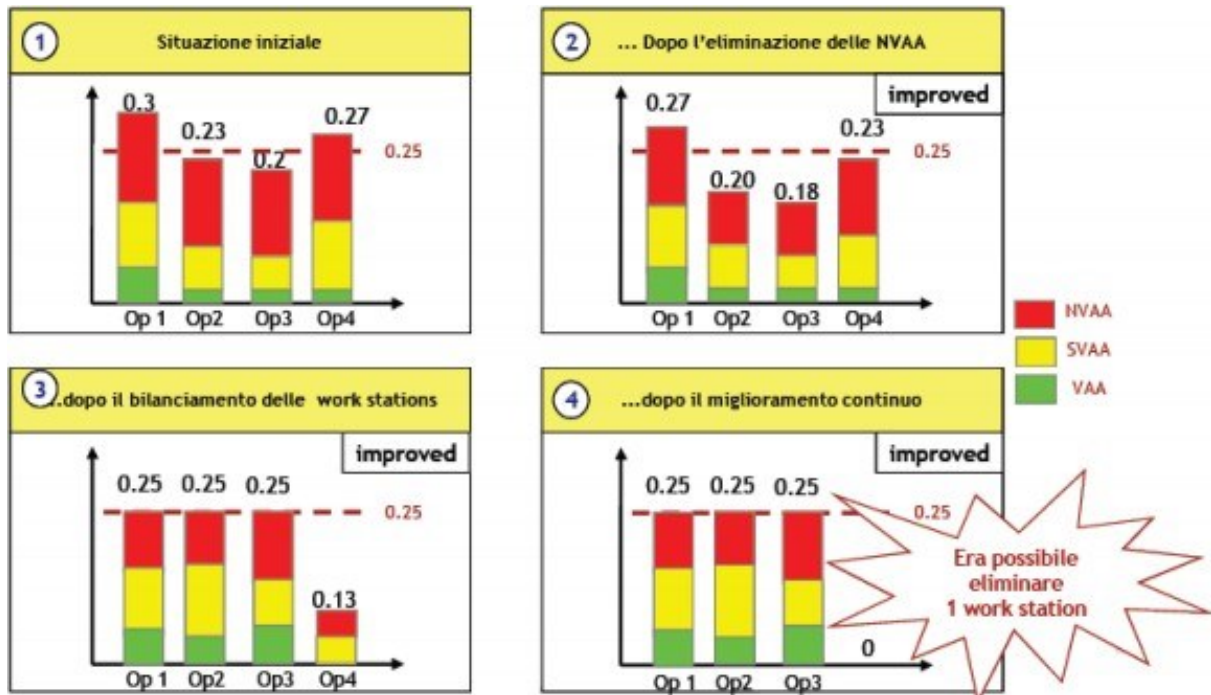 1
Situazione iniziale
0.3
0.23
0.2
0.27
0.25
Op 1
Op2
Op3
Op4
2
... Dopo l'eliminazione delle NVAA
improved
0.27
0.20
0.18
0.23
0.25
Op 1
Op2
Op3
Op4
NVAA
SVAA
VAA
3
...dopo il bilanciamento delle work stations
improved
0.25
0.25
0.25
0.25
0.13
Op 1
Op2
Op3
Op4
4
...dopo il miglioramento continuo
improved
0.25
0.25
0.25
0.25
0
Op 1
Op2
Op3
Era possibile
eliminare
1 work station